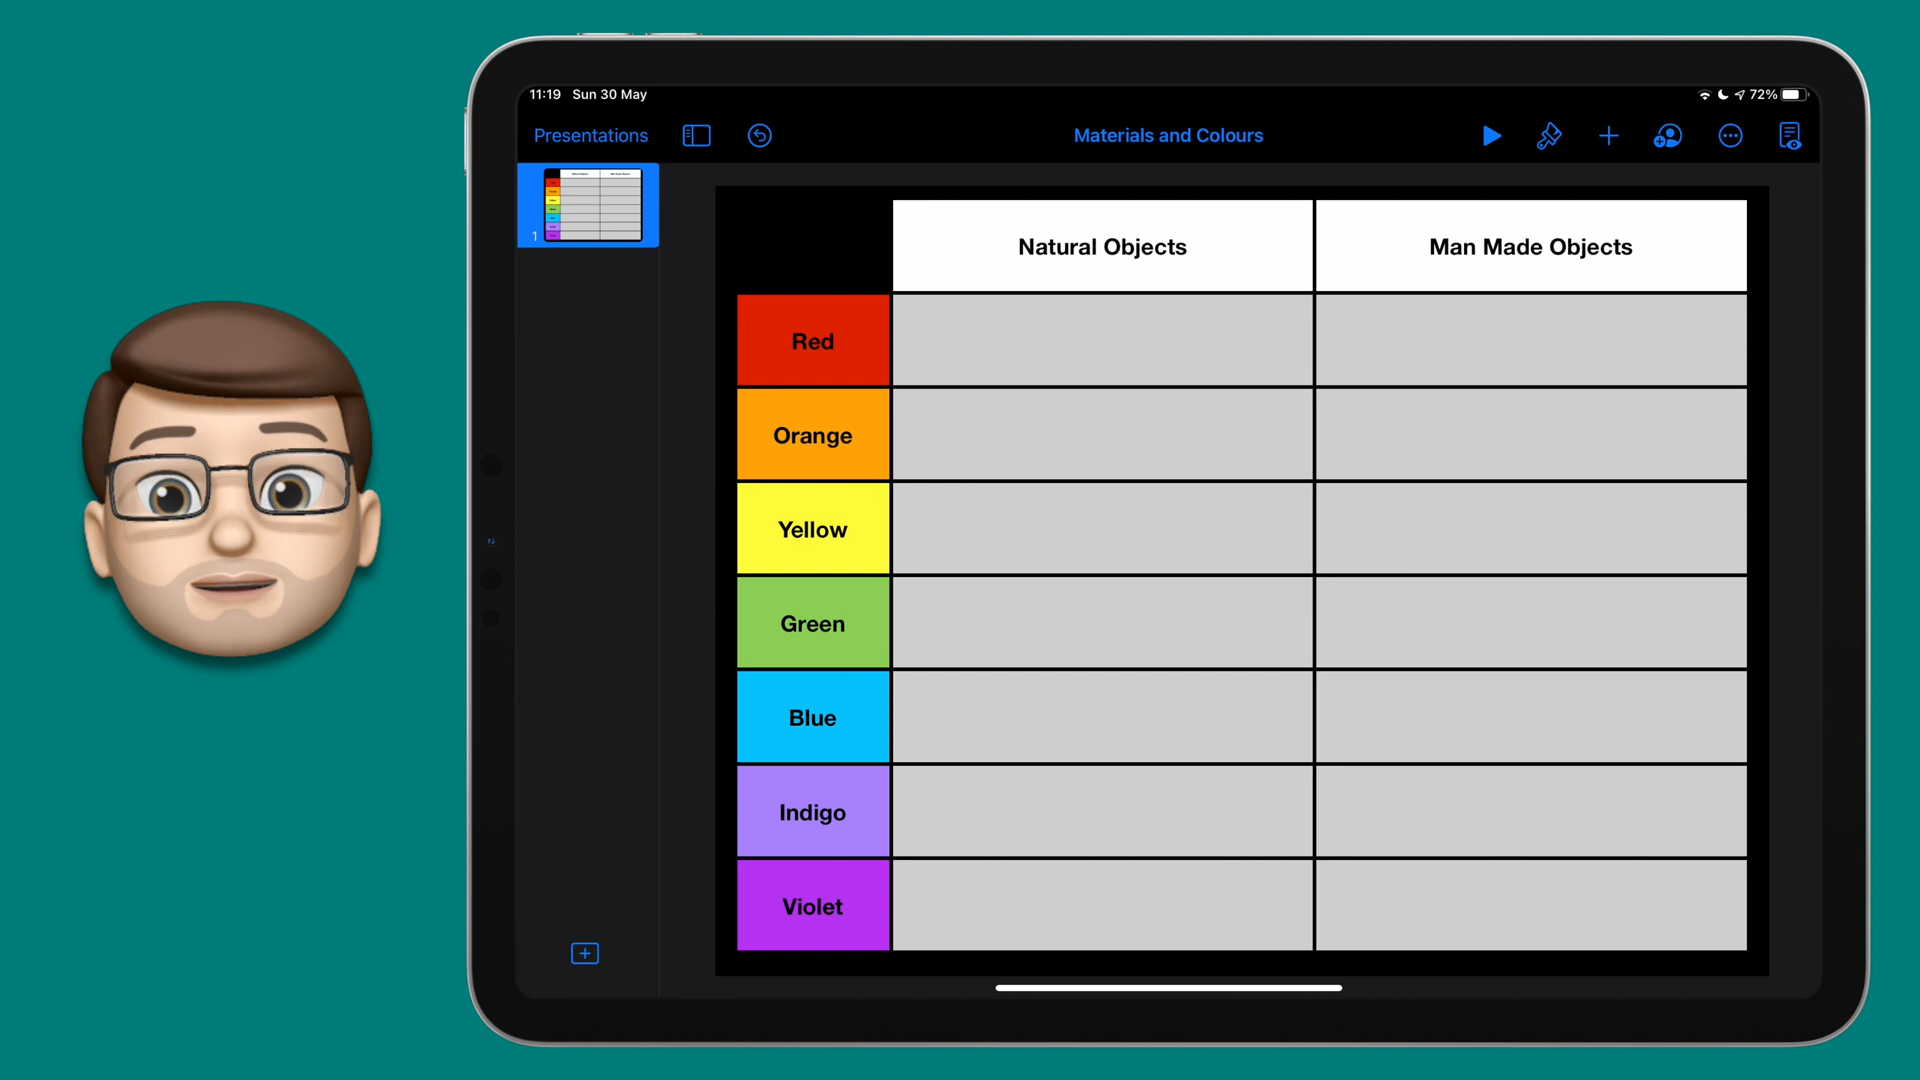 11:19 Sun 30 May
72%
Presentations
Materials and Colours
1
Natural Objects
Man Made Objects
Red
Orange
Yellow
Green
Blue
Indigo
Violet